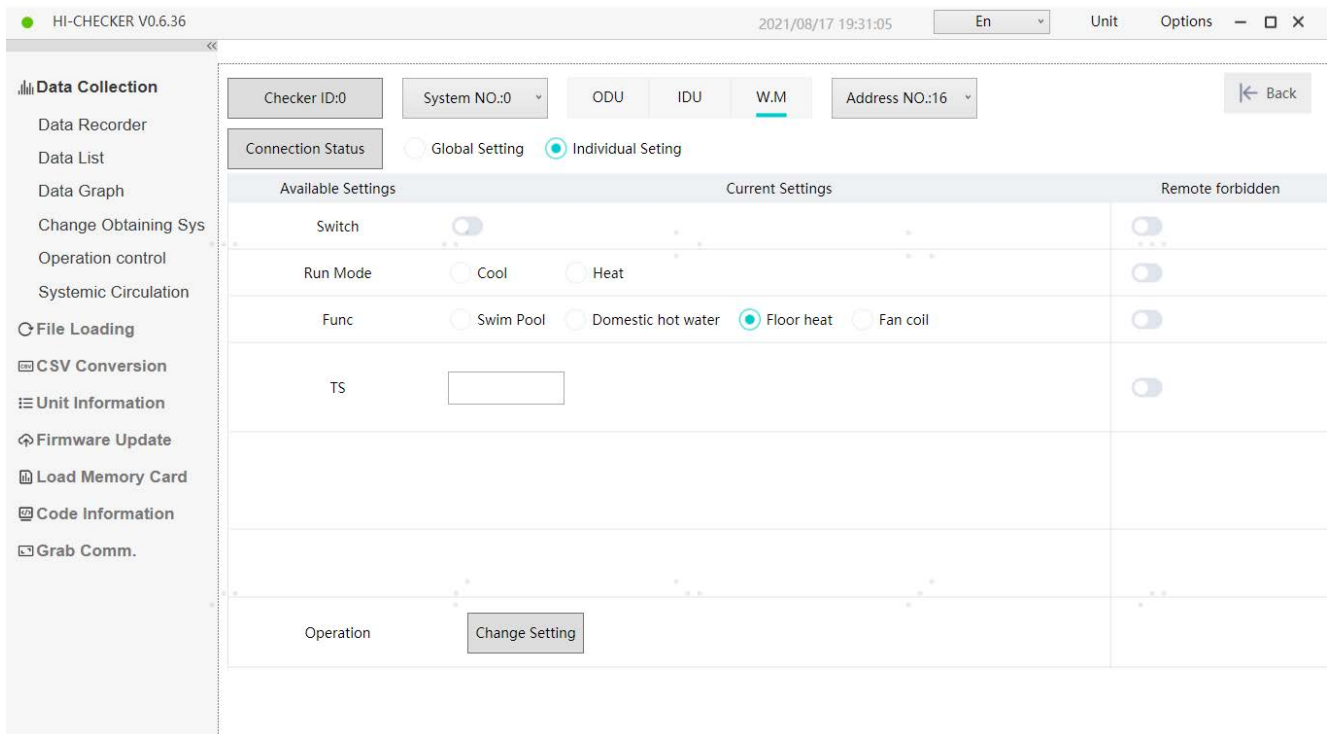 HI-CHECKER V0.6.36 2021/08/17 19:31:05 En Unit Options
Data Collection
Data Recorder
Data List
Data Graph
Change Obtaining Sys
Operation control
Systemic Circulation
File Loading
CSV Conversion
Unit Information
Firmware Update
Load Memory Card
Code Information
Grab Comm.
Checker ID:0 System NO.:0 ODU IDU W.M Address NO.:16 Back
Connection Status Global Setting Individual Seting
Available Settings Current Settings Remote forbidden
Switch
Run Mode Cool Heat
Func Swim Pool Domestic hot water Floor heat Fan coil
TS
Operation Change Setting